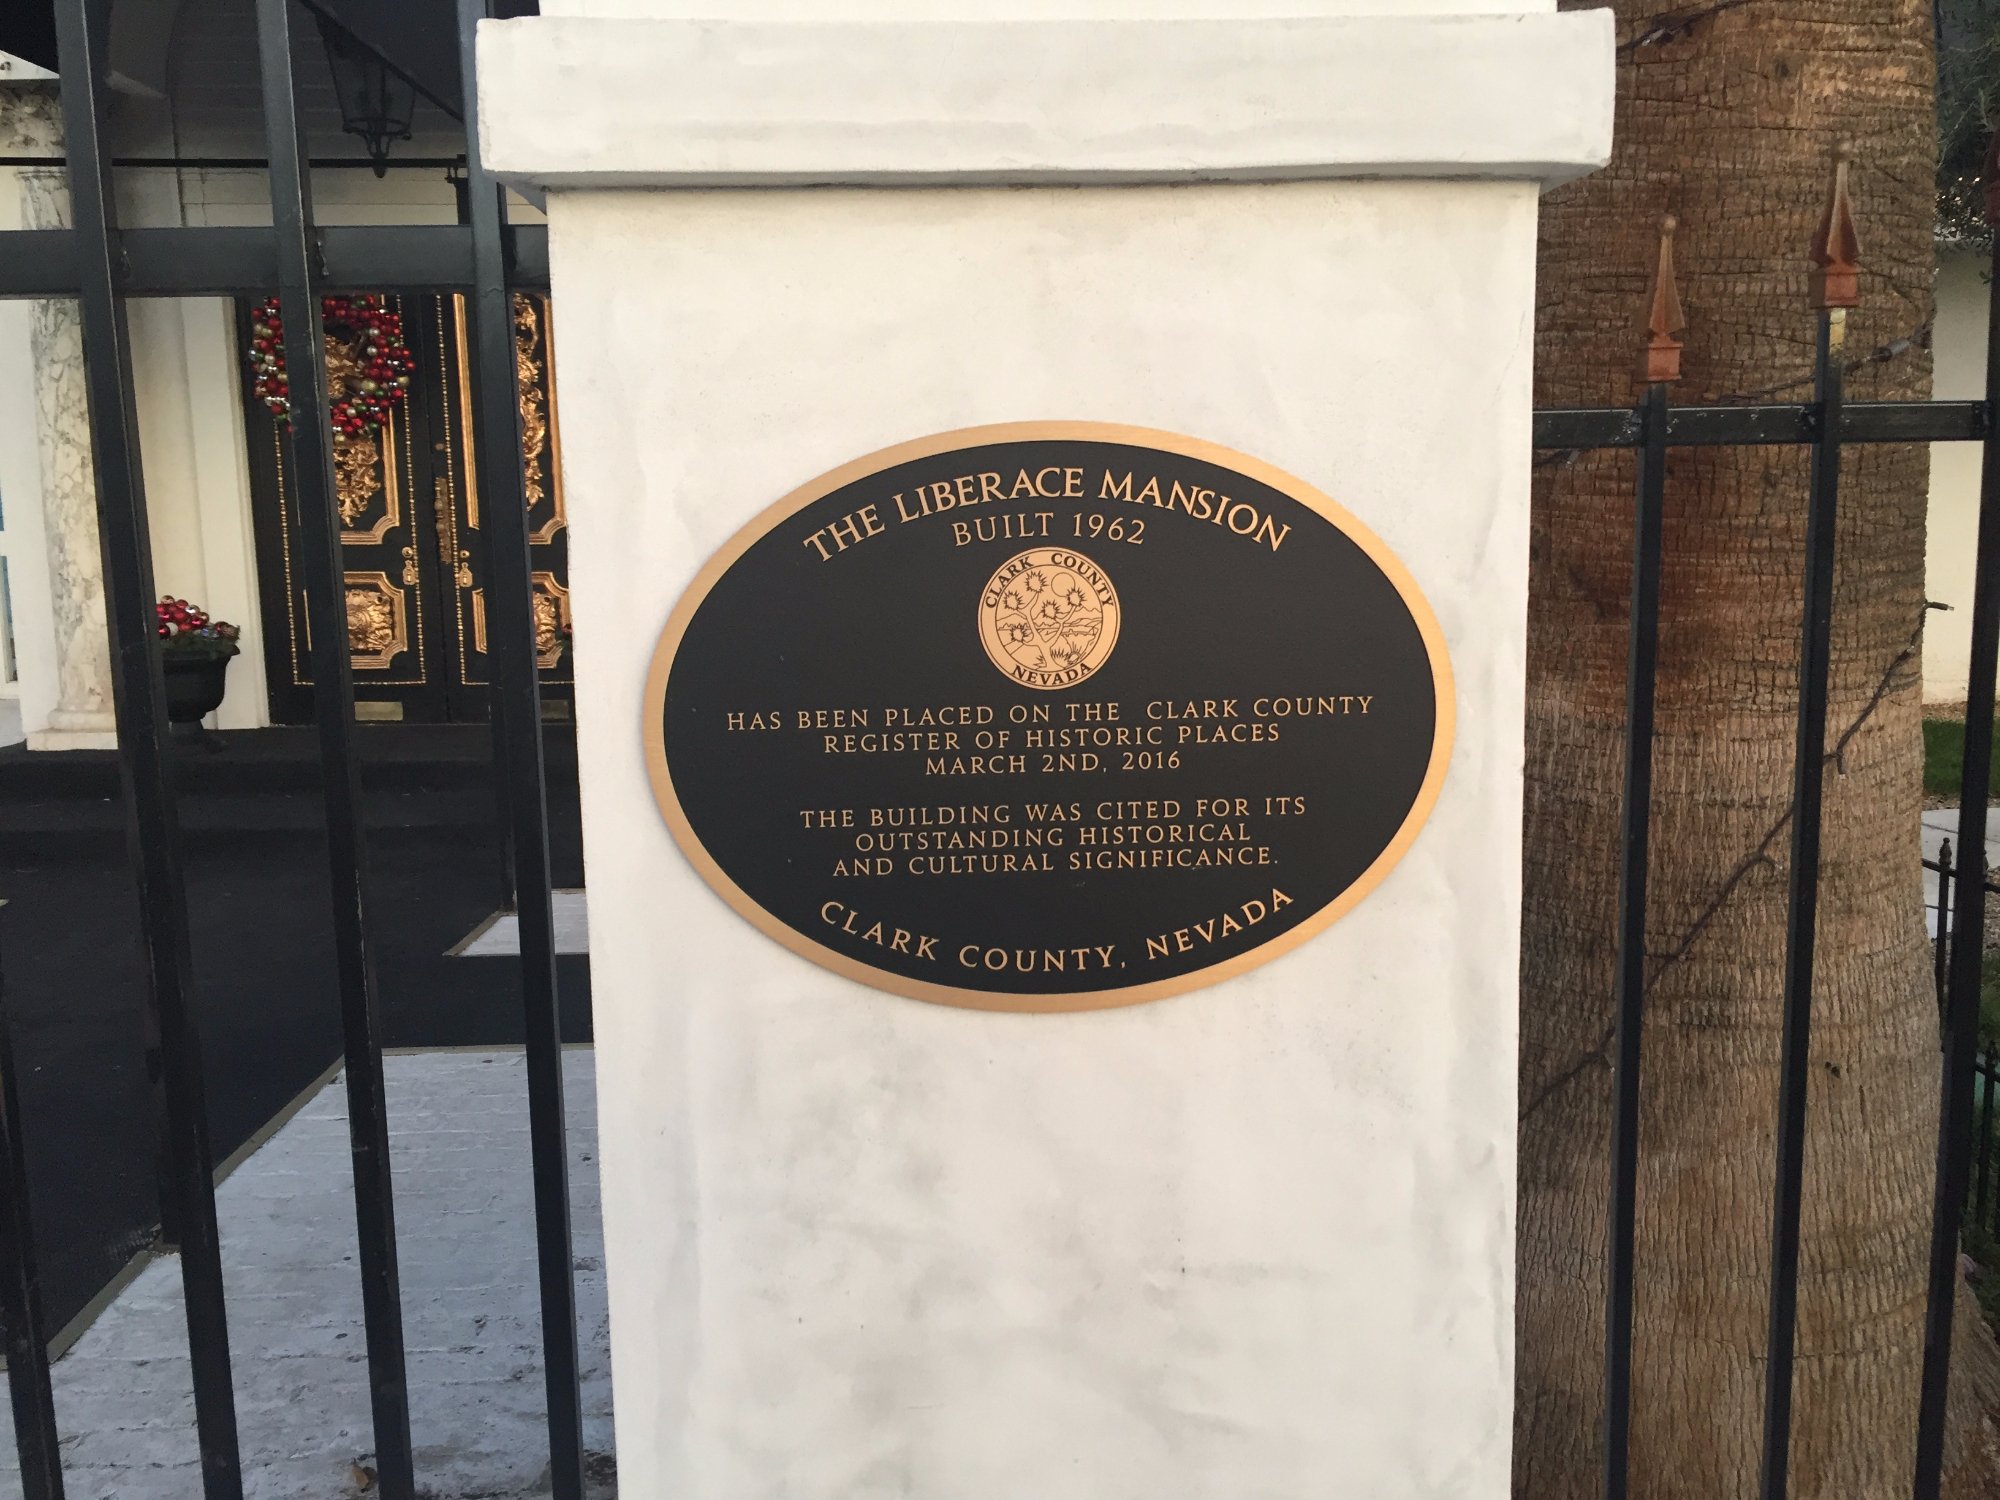 THE LIBERACE MANSION
BUILT 1962
CLARK COUNTY
NEVADA
HAS BEEN PLACED ON THE CLARK COUNTY
REGISTER OF HISTORIC PLACES
MARCH 2ND, 2016
THE BUILDING WAS CITED FOR ITS
OUTSTANDING HISTORICAL
AND CULTURAL SIGNIFICANCE.
CLARK COUNTY, NEVADA